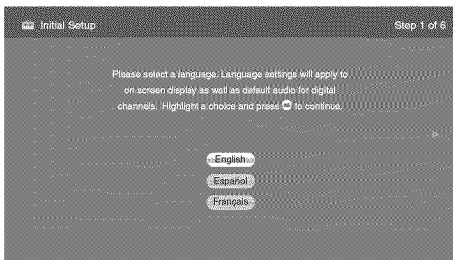 Initial Setup
Step 1 of 6
Please select a language. Language settings will apply to
on screen display as well as default audio for digital
channels. Highlight a choice and press to continue.
English
Español
Français